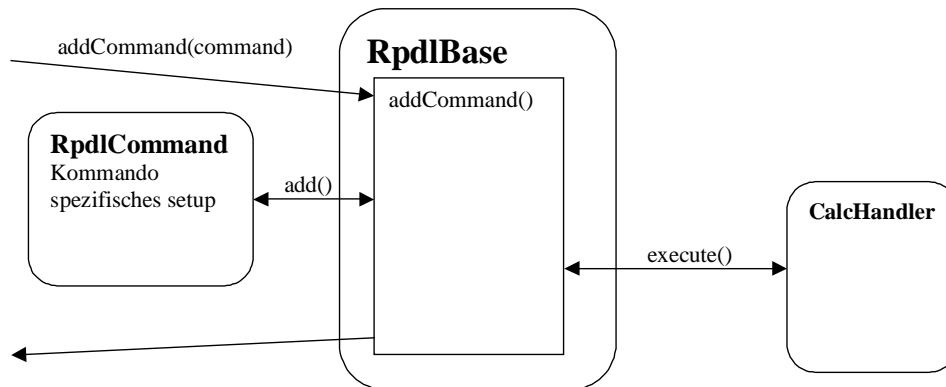 addCommand(command)
RpdlBase
addCommand()
RpdlCommand
Kommando
spezifisches setup
add()
CalcHandler
execute()